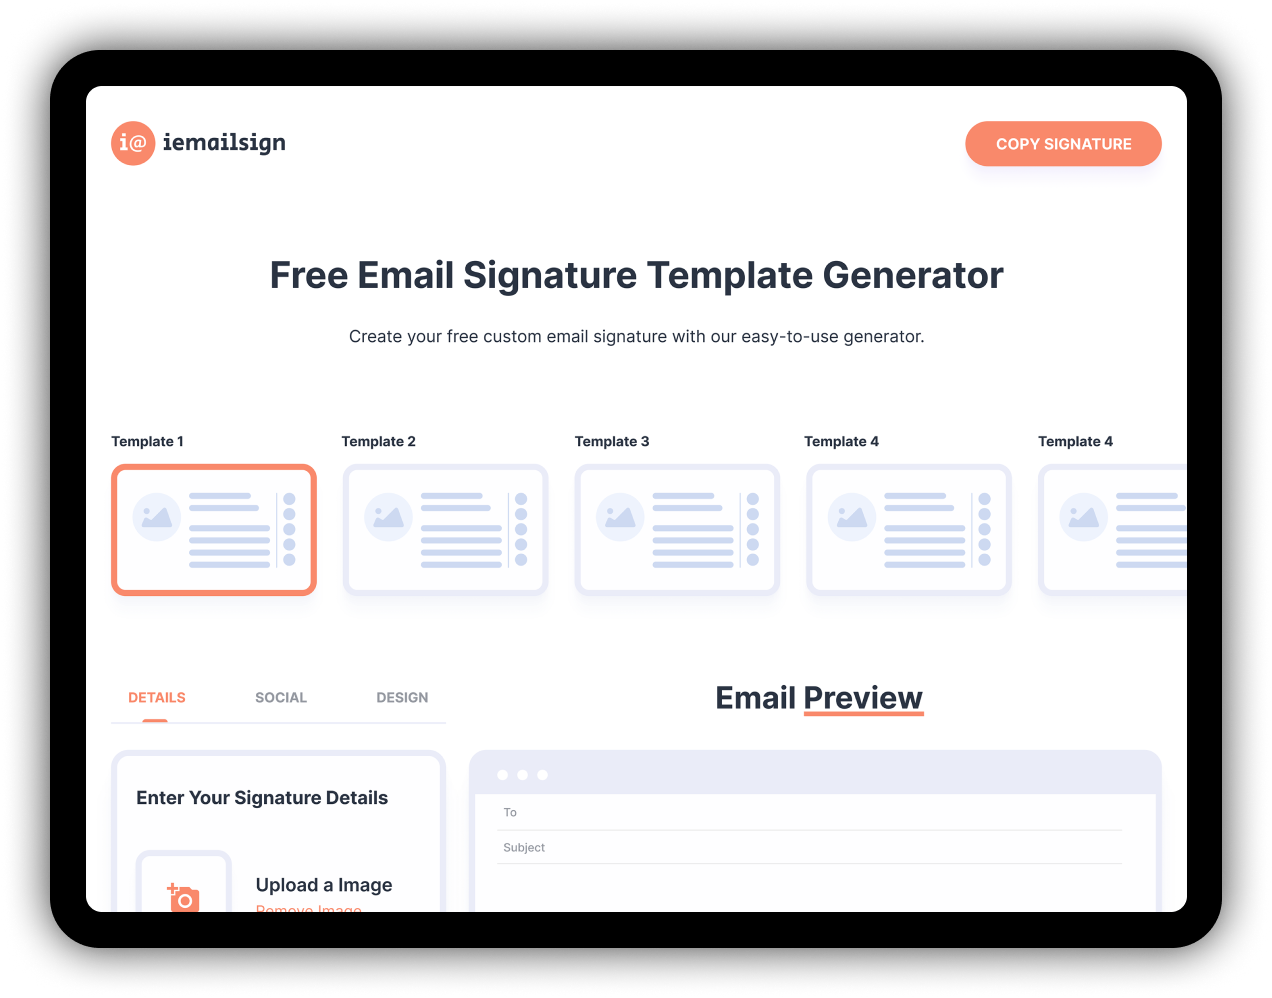 i@ iemailsign
COPY SIGNATURE
Free Email Signature Template Generator
Create your free custom email signature with our easy-to-use generator.
Template 1
Template 2
Template 3
Template 4
Template 4
DETAILS
SOCIAL
DESIGN
Email Preview
Enter Your Signature Details
To
Subject
Upload a Image
Remove Image